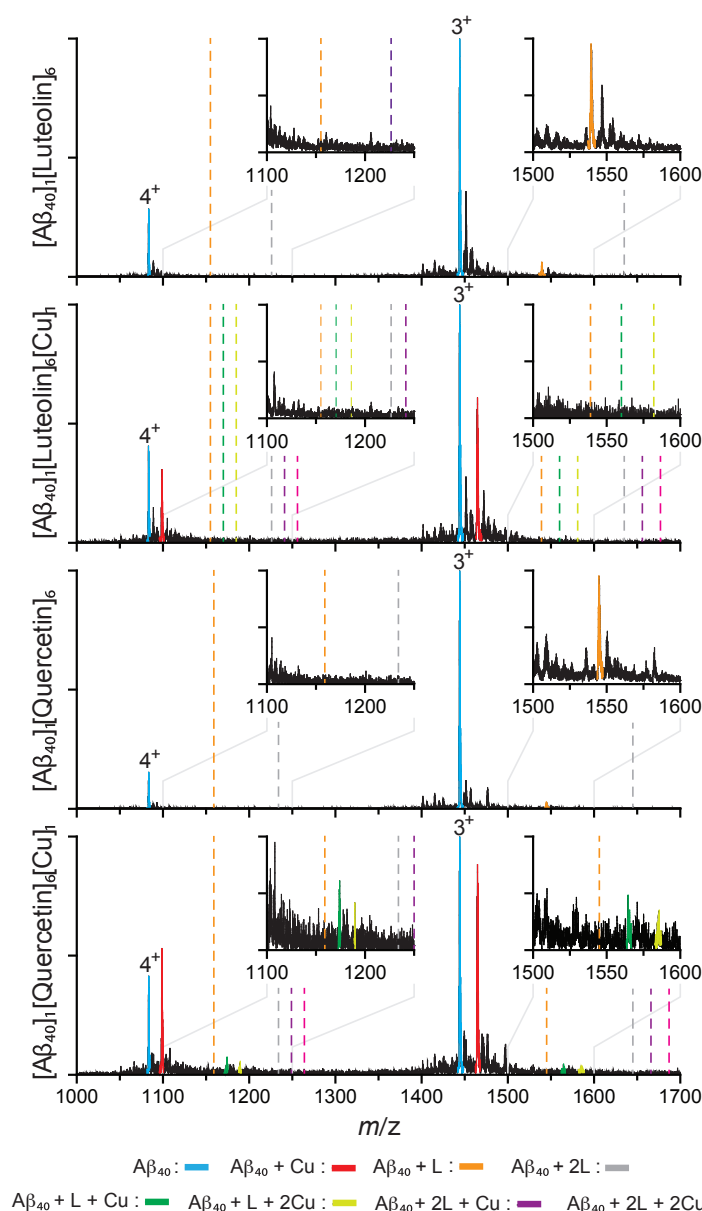 [Aβ₄₀]₁[Luteolin]₆
4⁺
3⁺
1100 1200
1500 1550 1600
[Aβ₄₀]₁[Luteolin]₆[Cu]₁
4⁺
3⁺
1100 1200
1500 1550 1600
[Aβ₄₀]₁[Quercetin]₆
4⁺
3⁺
1100 1200
1500 1550 1600
[Aβ₄₀]₁[Quercetin]₆[Cu]₁
4⁺
3⁺
1100 1200
1500 1550 1600
1000 1100 1200 1300 1400 1500 1600 1700
m/z
Aβ₄₀ : Aβ₄₀ + Cu : Aβ₄₀ + L : Aβ₄₀ + 2L :
Aβ₄₀ + L + Cu : Aβ₄₀ + L + 2Cu : Aβ₄₀ + 2L + Cu : Aβ₄₀ + 2L + 2Cu